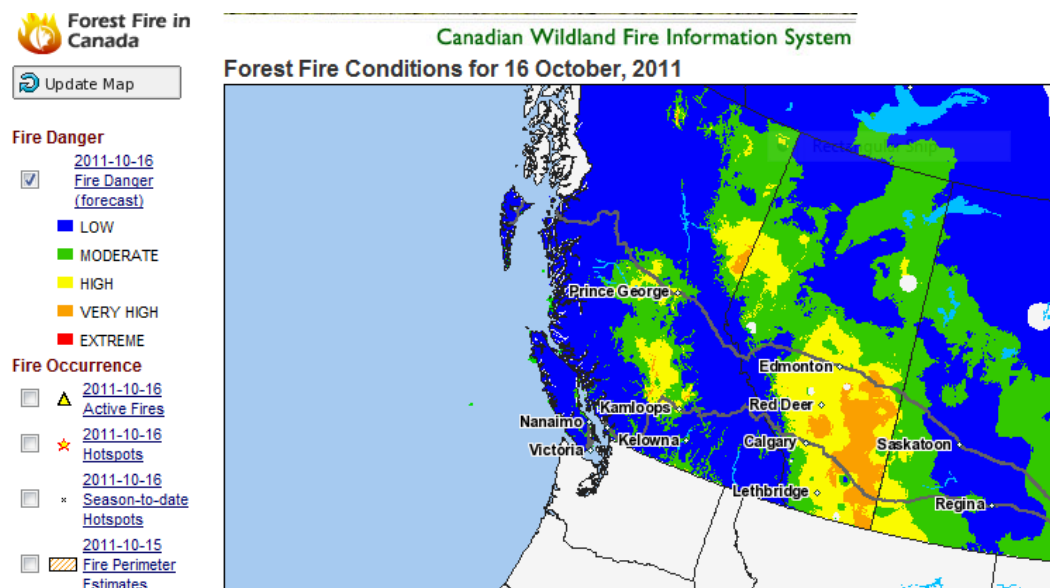 Forest Fire in
Canada
Update Map
Fire Danger
2011-10-16
Fire Danger
(forecast)
LOW
MODERATE
HIGH
VERY HIGH
EXTREME
Fire Occurrence
2011-10-16
Active Fires
2011-10-16
Hotspots
2011-10-16
Season-to-date
Hotspots
2011-10-15
Fire Perimeter
Estimates
Canadian Wildland Fire Information System
Forest Fire Conditions for 16 October, 2011
Rectangular Snip
Prince George
Edmonton
Red Deer
Kamloops
Nanaimo
Kelowna
Calgary
Saskatoon
Victoria
Lethbridge
Regina